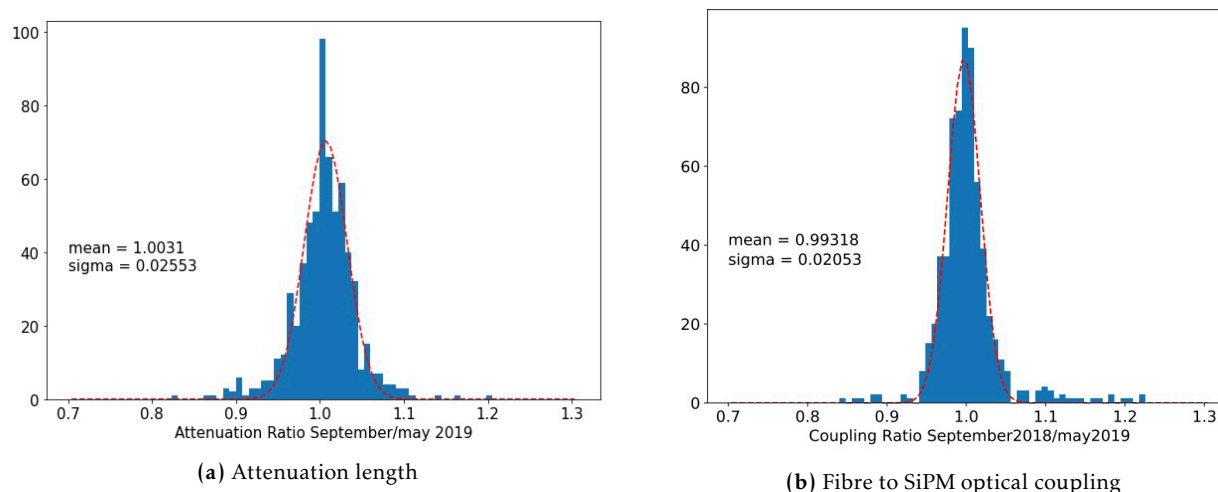 100
80
60
40
20
0
mean = 1.0031
sigma = 0.02553
0.7 0.8 0.9 1.0 1.1 1.2 1.3
Attenuation Ratio September/may 2019
(a) Attenuation length
80
60
40
20
0
mean = 0.99318
sigma = 0.02053
0.7 0.8 0.9 1.0 1.1 1.2 1.3
Coupling Ratio September2018/may2019
(b) Fibre to SiPM optical coupling